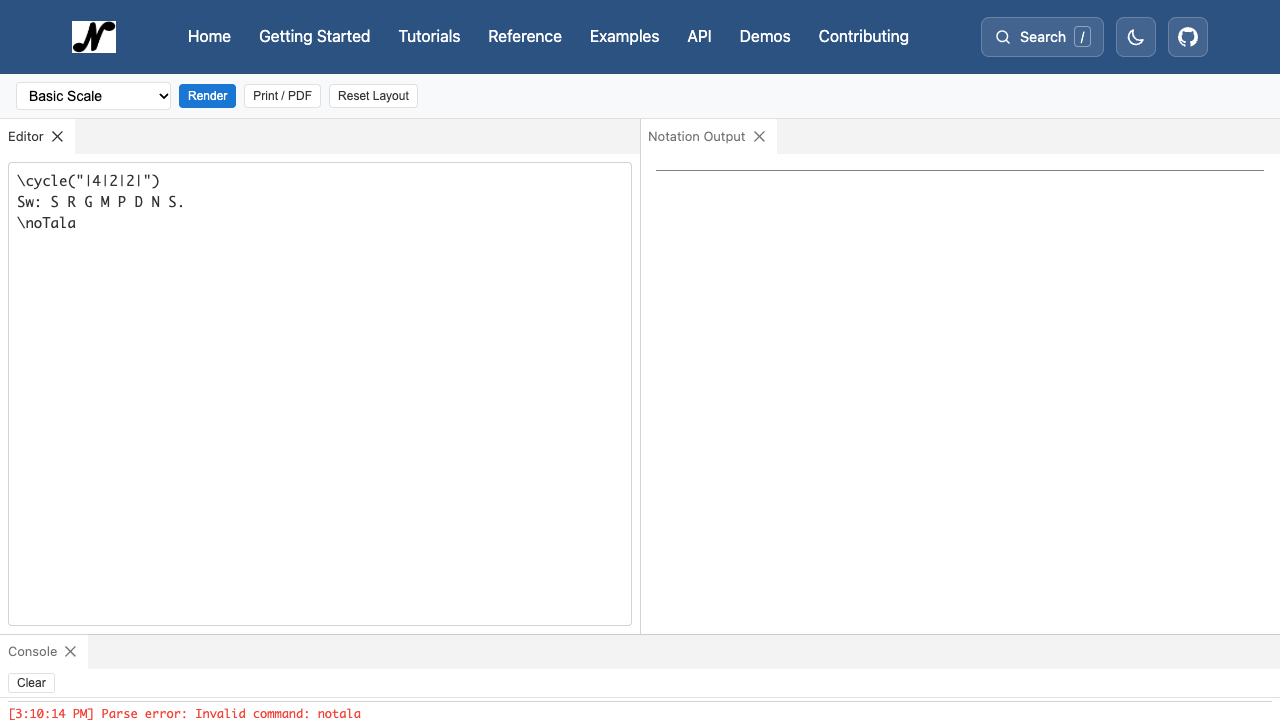 Home Getting Started Tutorials Reference Examples API Demos Contributing Search /
Basic Scale Render Print / PDF Reset Layout
Editor
Notation Output
\cycle("|4|2|2|")
Sw: S R G M P D N S.
\noTala
Console
Clear
[3:10:14 PM] Parse error: Invalid command: notala